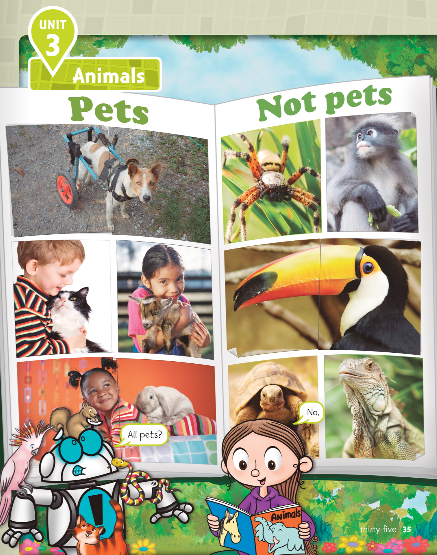 UNIT
3
Animals
Pets
Not pets
All pets?
No,
Animals
thirty-five 35